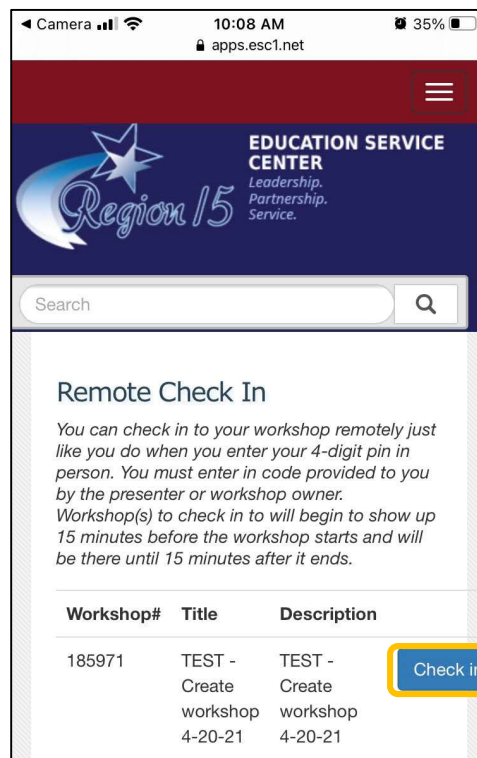 Camera
10:08 AM
35%
apps.esc1.net
EDUCATION SERVICE
CENTER
Leadership.
Partnership.
Service.
Region 15
Search
Remote Check In
You can check in to your workshop remotely just
like you do when you enter your 4-digit pin in
person. You must enter in code provided to you
by the presenter or workshop owner.
Workshop(s) to check in to will begin to show up
15 minutes before the workshop starts and will
be there until 15 minutes after it ends.
Workshop# Title Description
185971 TEST - TEST - Check in
Create Create
workshop workshop
4-20-21 4-20-21